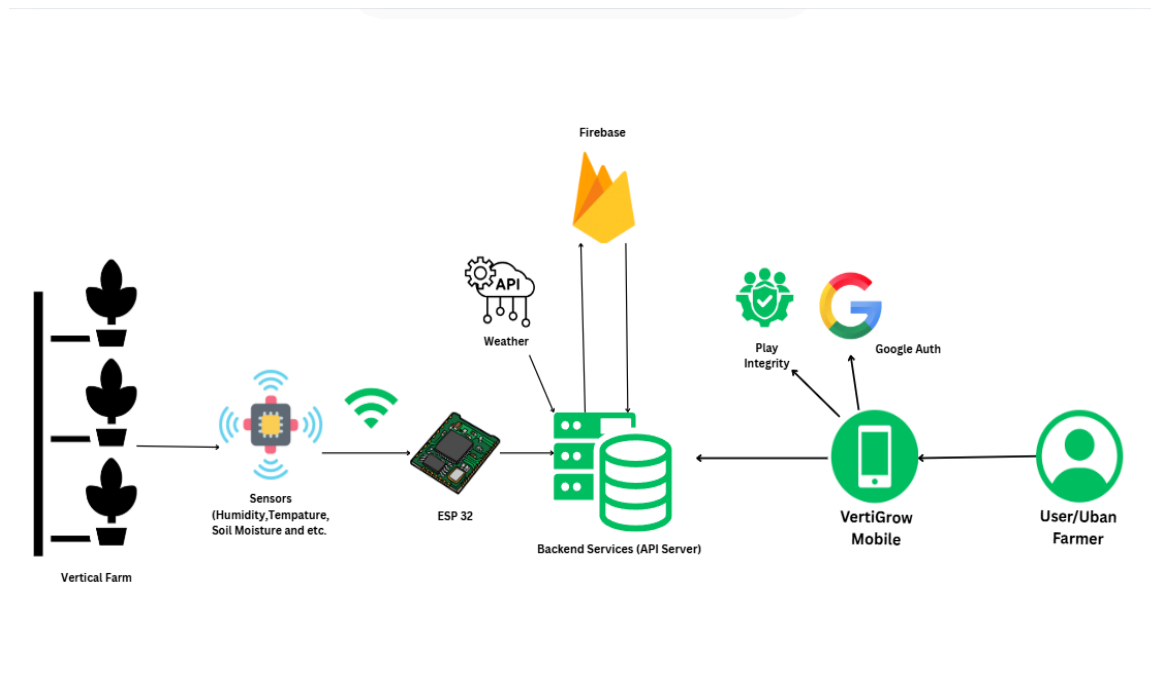 Firebase
API
Weather
Play
Integrity
Google Auth
Sensors
(Humidity,Tempature,
Soil Moisture and etc.
ESP 32
VertiGrow
Mobile
User/Uban
Farmer
Backend Services (API Server)
Vertical Farm